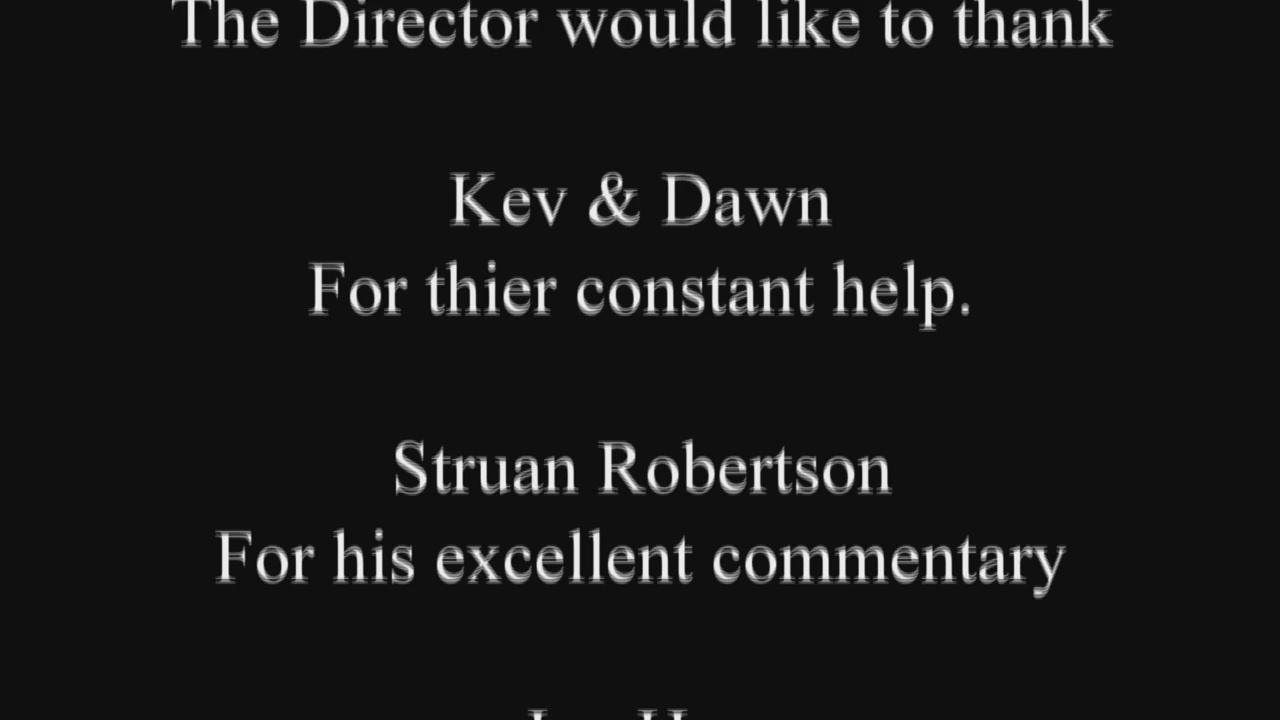 The Director would like to thank
Kev & Dawn
For thier constant help.
Struan Robertson
For his excellent commentary